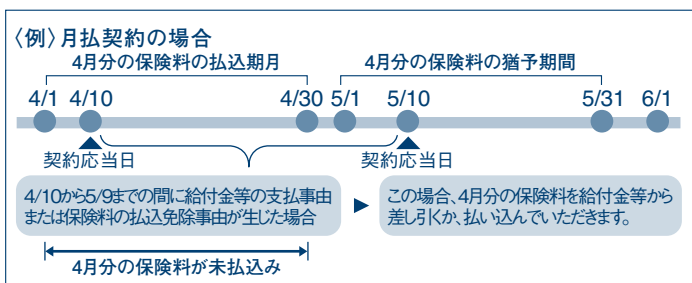 〈例〉月払契約の場合
4月分の保険料の払込期月
4月分の保険料の猶予期間
4/1 4/10 4/30 5/1 5/10 5/31 6/1
契約応当日
契約応当日
4/10から5/9までの間に給付金等の支払事由
または保険料の払込免除事由が生じた場合
この場合、4月分の保険料を給付金等から
差し引くか、払い込んでいただきます。
4月分の保険料が未払込み